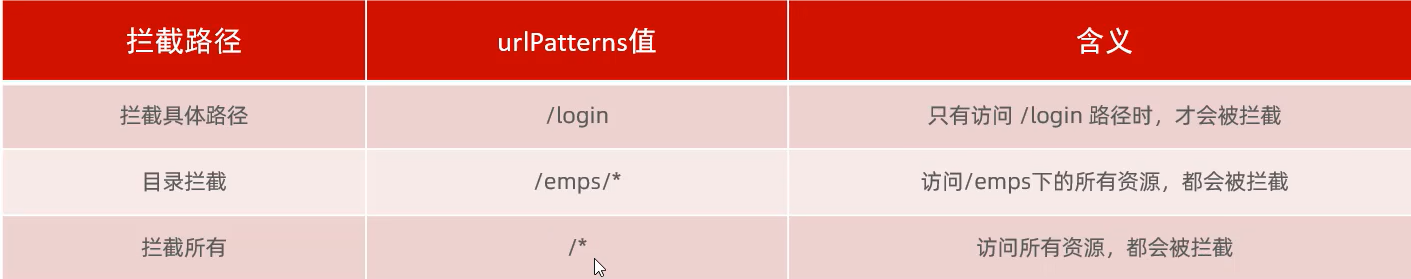 拦截路径 urlPatterns值 含义
拦截具体路径 /login 只有访问 /login 路径时，才会被拦截
目录拦截 /emps/* 访问/emps下的所有资源，都会被拦截
拦截所有 /* 访问所有资源，都会被拦截